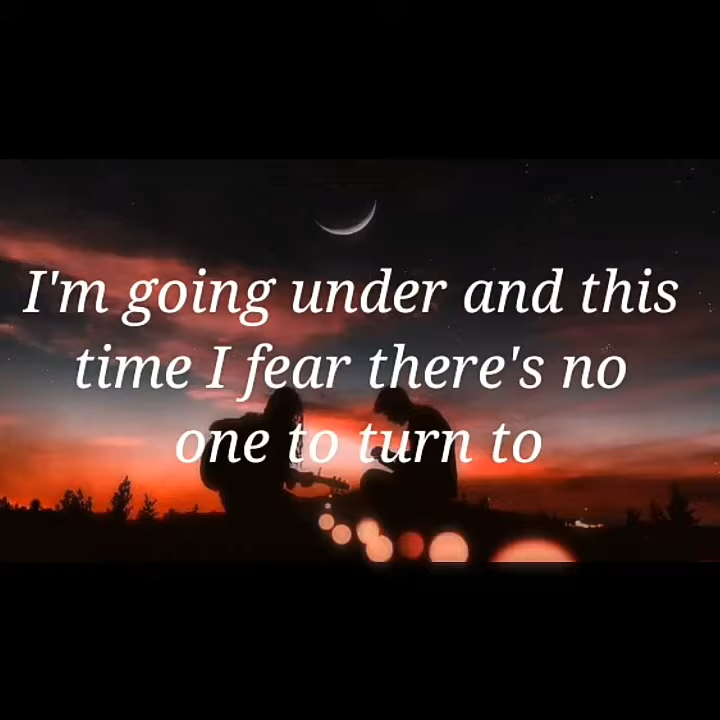 I'm going under and this
time I fear there's no
one to turn to